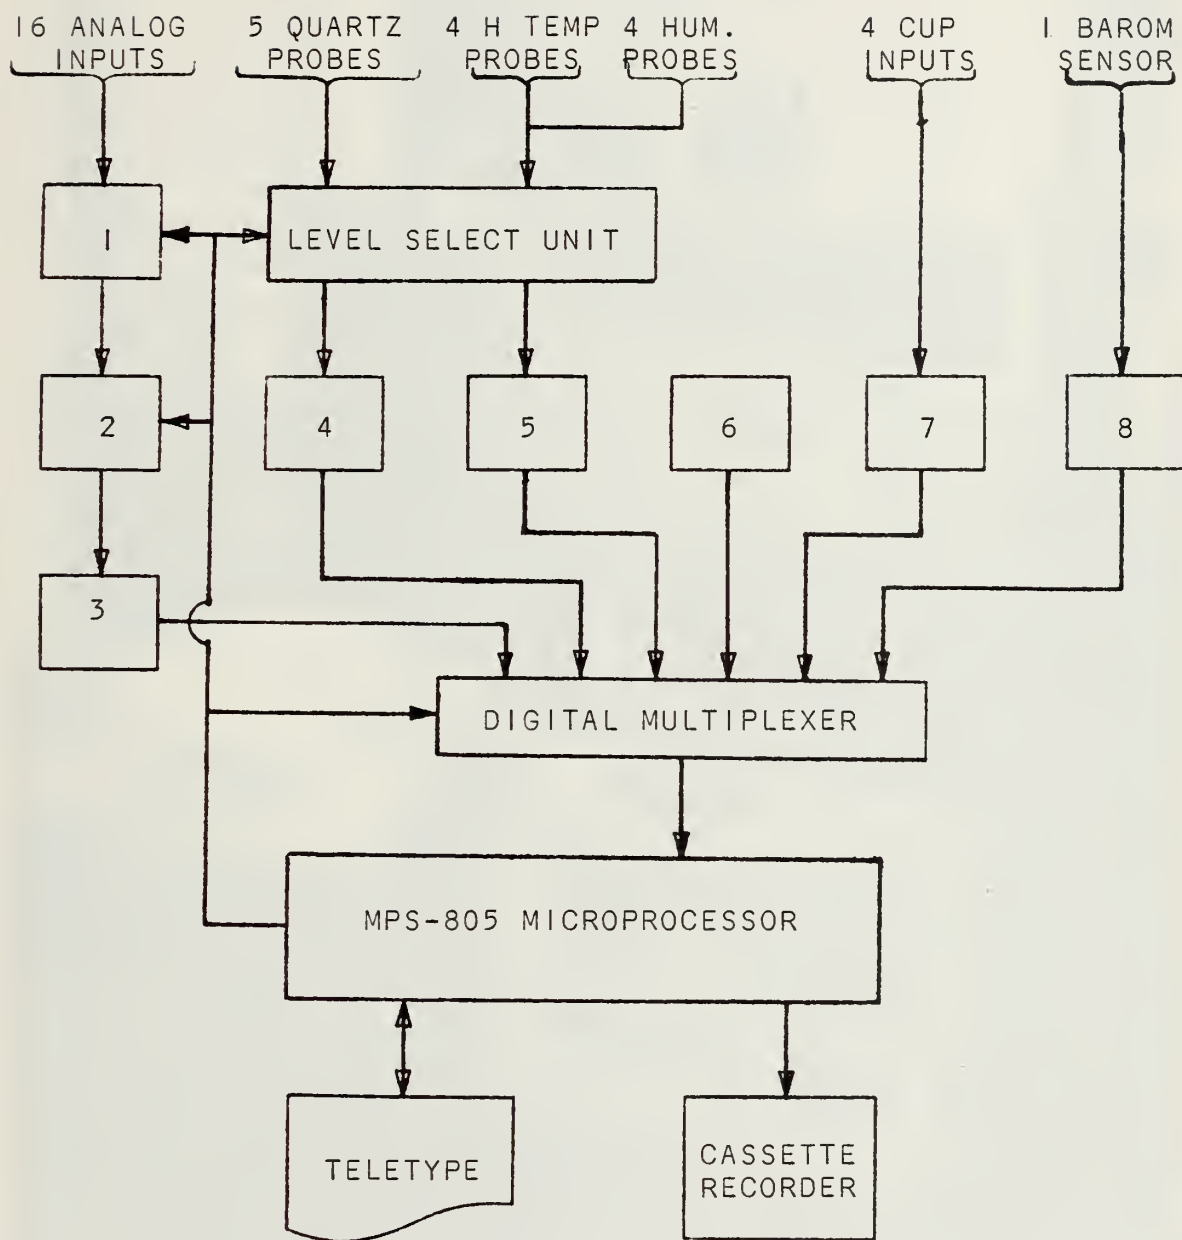 16 ANALOG INPUTS
5 QUARTZ PROBES
4 H TEMP PROBES
4 HUM. PROBES
4 CUP INPUTS
1 BAROM SENSOR
1
LEVEL SELECT UNIT
2
4
5
6
7
8
3
DIGITAL MULTIPLEXER
MPS-805 MICROPROCESSOR
TELETYPE
CASSETTE
RECORDER